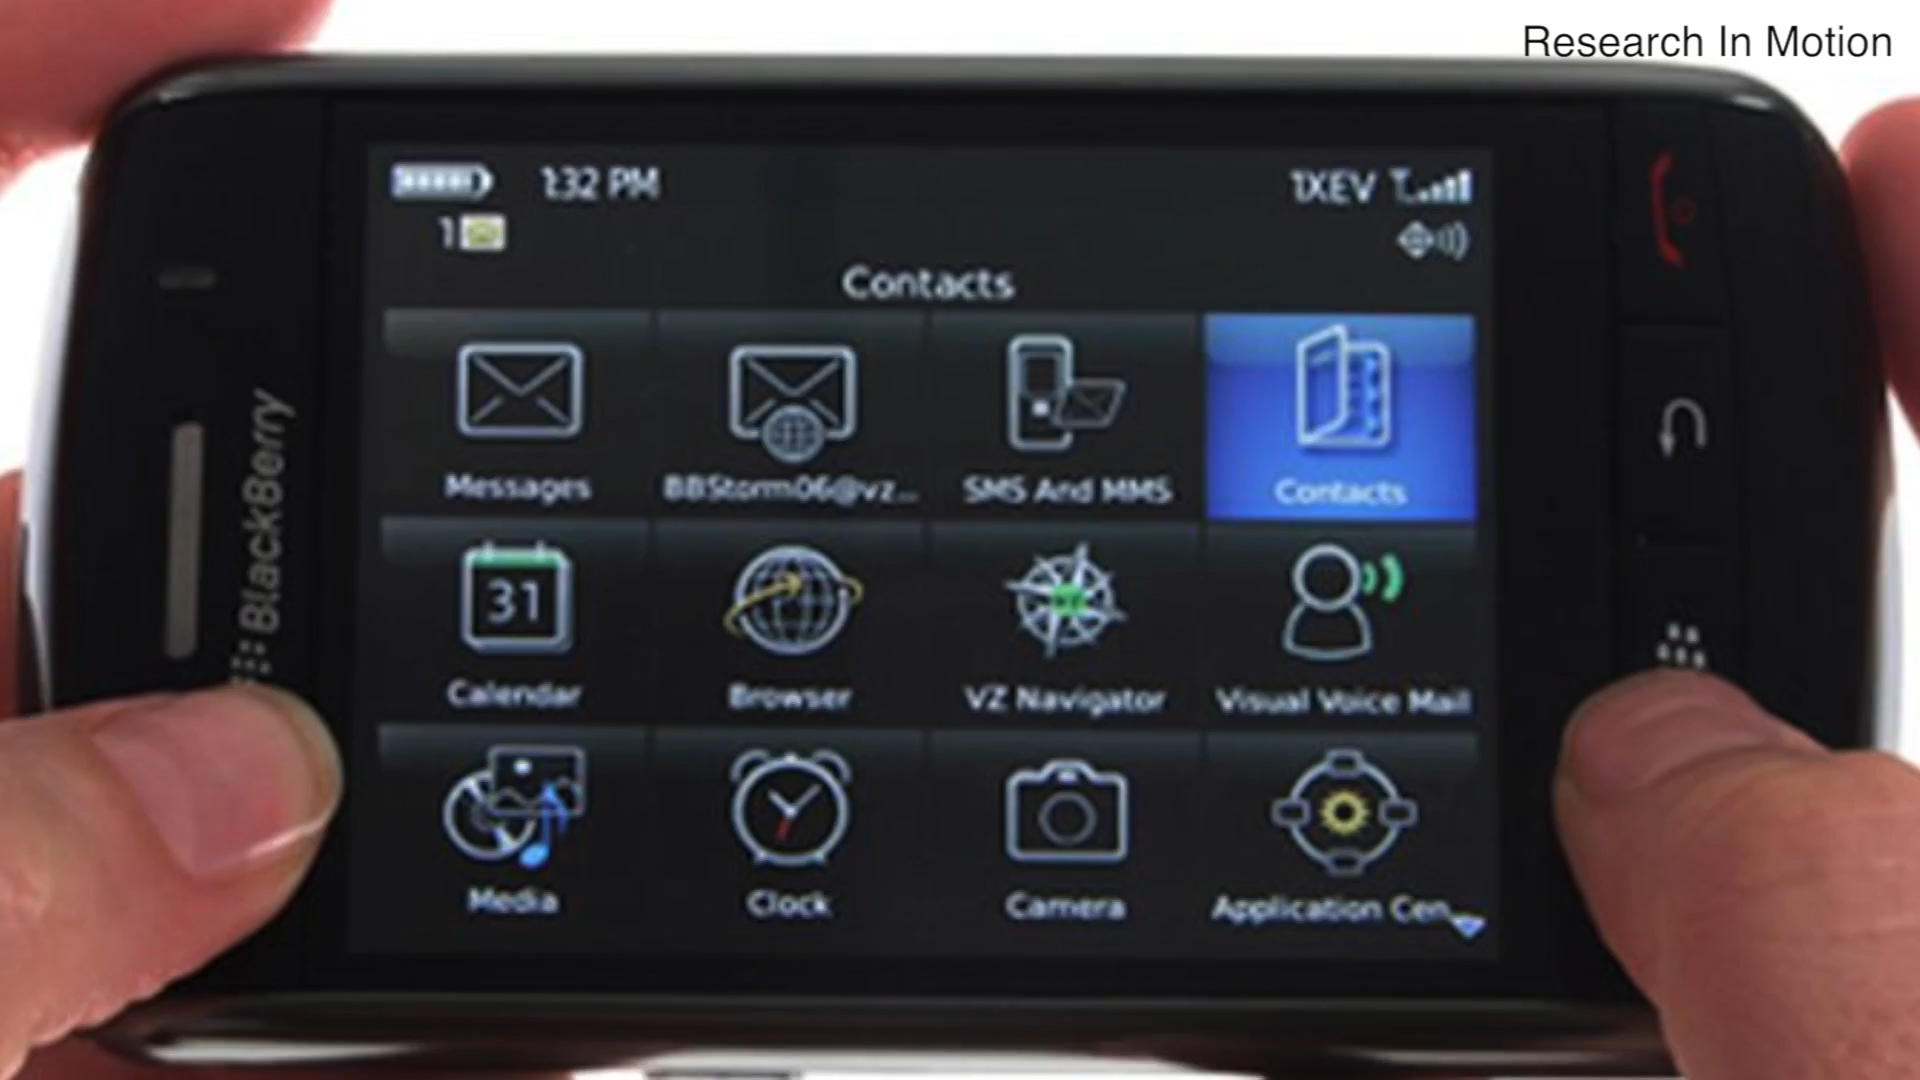 Research In Motion
1:32 PM
1XEV
1
Contacts
Messages
BBStorm06@vz...
SMS And MMS
Contacts
31
Calendar
Browser
VZ Navigator
Visual Voice Mail
Media
Clock
Camera
Application Cen...
BlackBerry